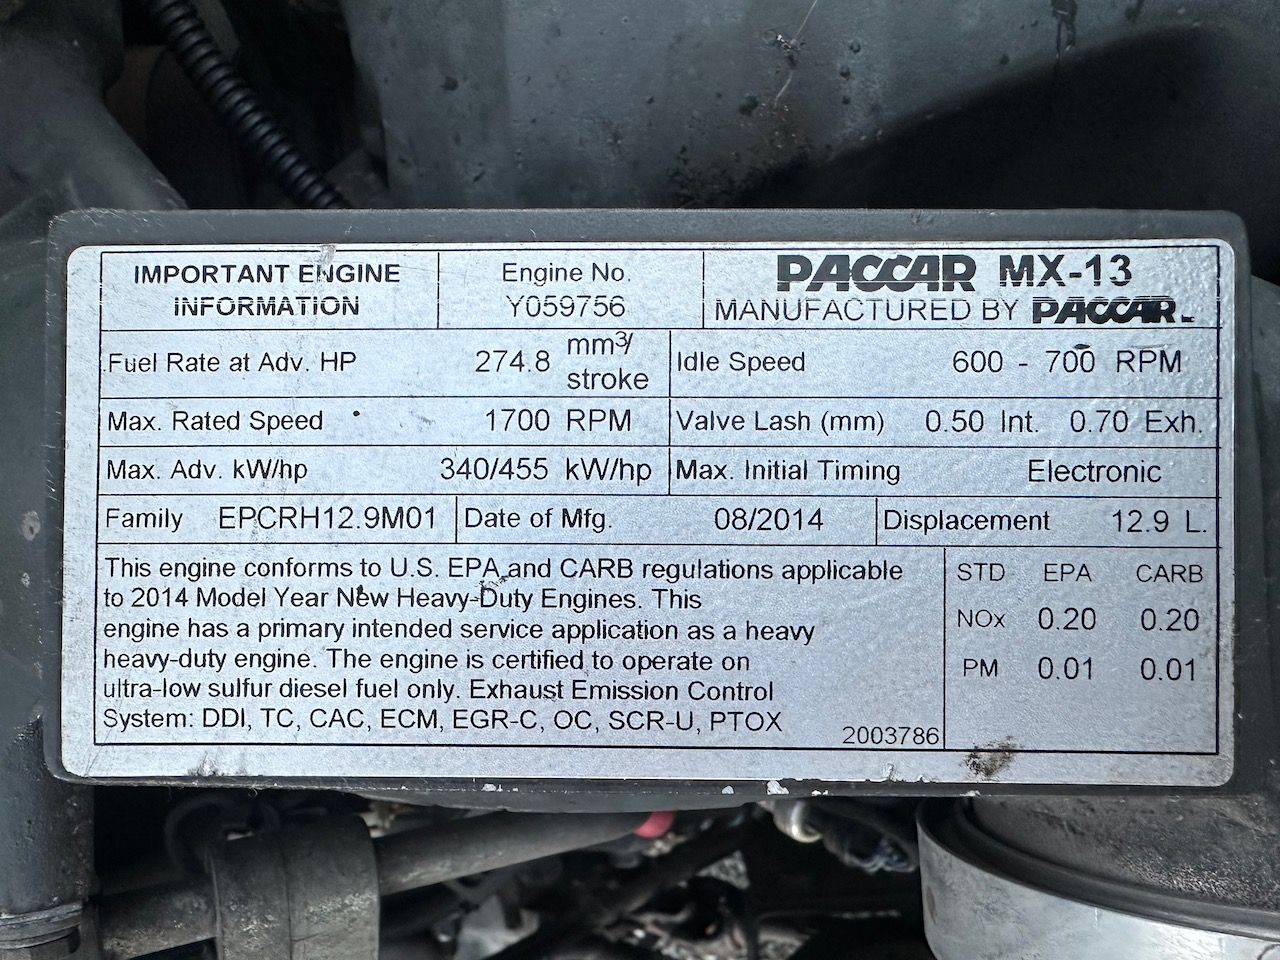 IMPORTANT ENGINE
INFORMATION
Engine No.
Y059756
PACCAR MX-13
MANUFACTURED BY PACCAR
Fuel Rate at Adv. HP 274.8 mm3/
stroke
Idle Speed 600 - 700 RPM
Max. Rated Speed 1700 RPM
Valve Lash (mm) 0.50 Int. 0.70 Exh.
Max. Adv. kW/hp 340/455 kW/hp
Max. Initial Timing Electronic
Family EPCRH12.9M01
Date of Mfg. 08/2014
Displacement 12.9 L.
This engine conforms to U.S. EPA and CARB regulations applicable
to 2014 Model Year New Heavy-Duty Engines. This
engine has a primary intended service application as a heavy
heavy-duty engine. The engine is certified to operate on
ultra-low sulfur diesel fuel only. Exhaust Emission Control
System: DDI, TC, CAC, ECM, EGR-C, OC, SCR-U, PTOX
2003786
STD EPA CARB
NOx 0.20 0.20
PM 0.01 0.01